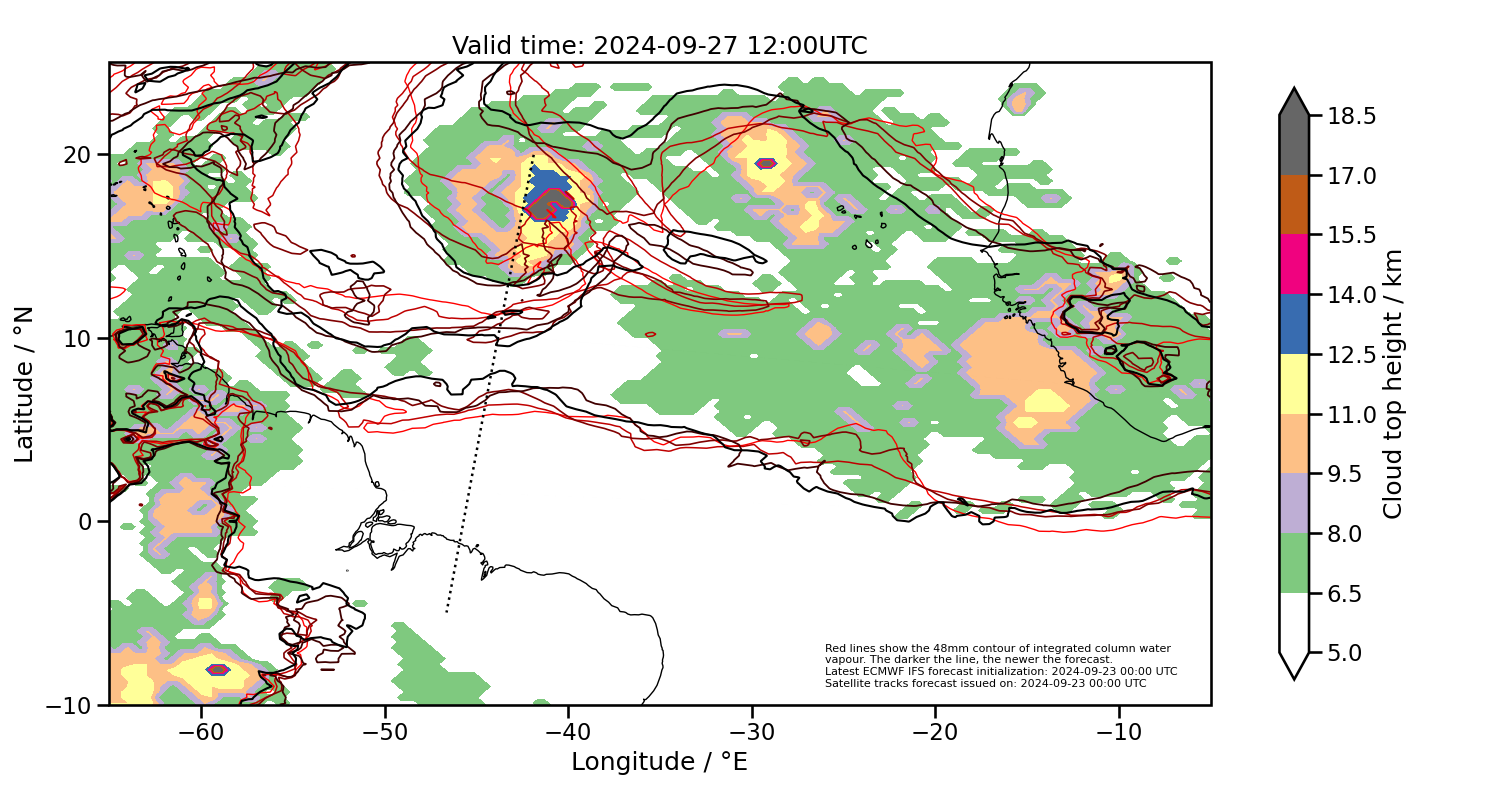 Valid time: 2024-09-27 12:00UTC
20
10
0
−10
Latitude / °N
−60
−50
−40
−30
−20
−10
Longitude / °E
Red lines show the 48mm contour of integrated column water
vapour. The darker the line, the newer the forecast.
Latest ECMWF IFS forecast initialization: 2024-09-23 00:00 UTC
Satellite tracks forecast issued on: 2024-09-23 00:00 UTC
18.5
17.0
15.5
14.0
12.5
11.0
9.5
8.0
6.5
5.0
Cloud top height / km